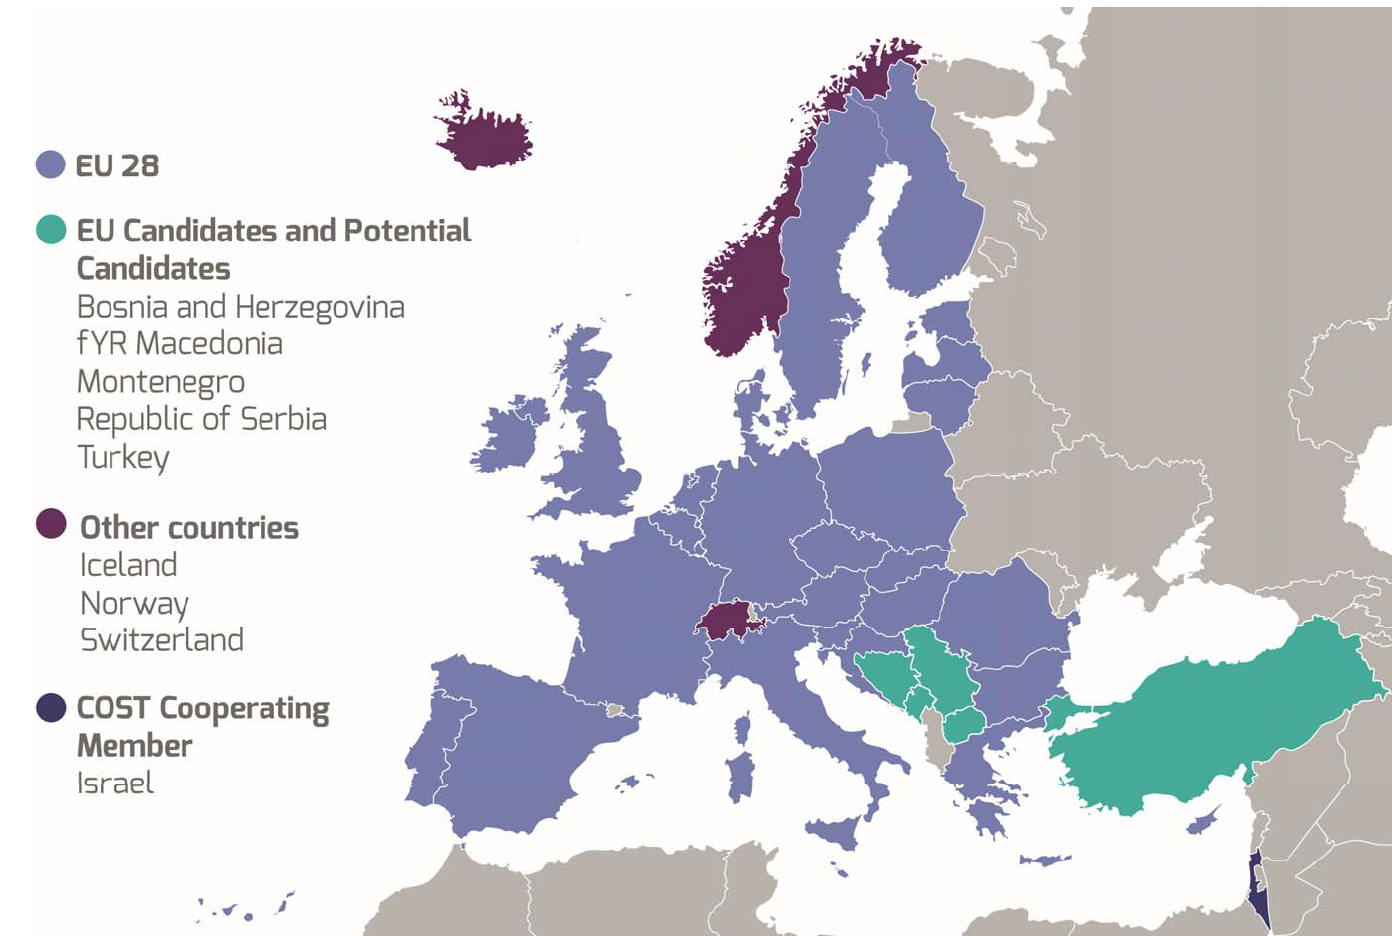 EU 28
EU Candidates and Potential
Candidates
Bosnia and Herzegovina
fYR Macedonia
Montenegro
Republic of Serbia
Turkey
Other countries
Iceland
Norway
Switzerland
COST Cooperating
Member
Israel